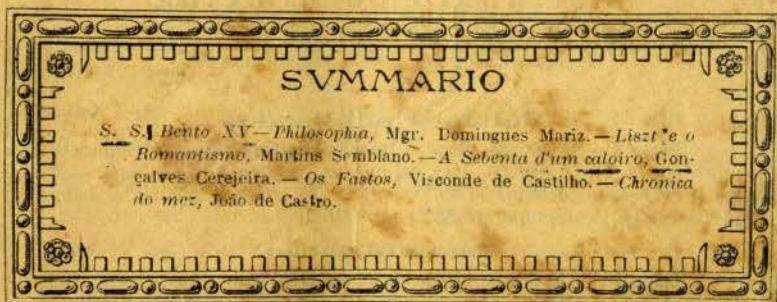 SVMMARIO
S. S. Bento XV — Philosophia, Mgr. Domingues Mariz. — Liszt e o
Romantismo, Martins Semblano. — A Sebenta d'um caloiro, Gon-
çalves Cerejeira. — Os Fastos, Visconde de Castilho. — Chronica
do mez, João de Castro.